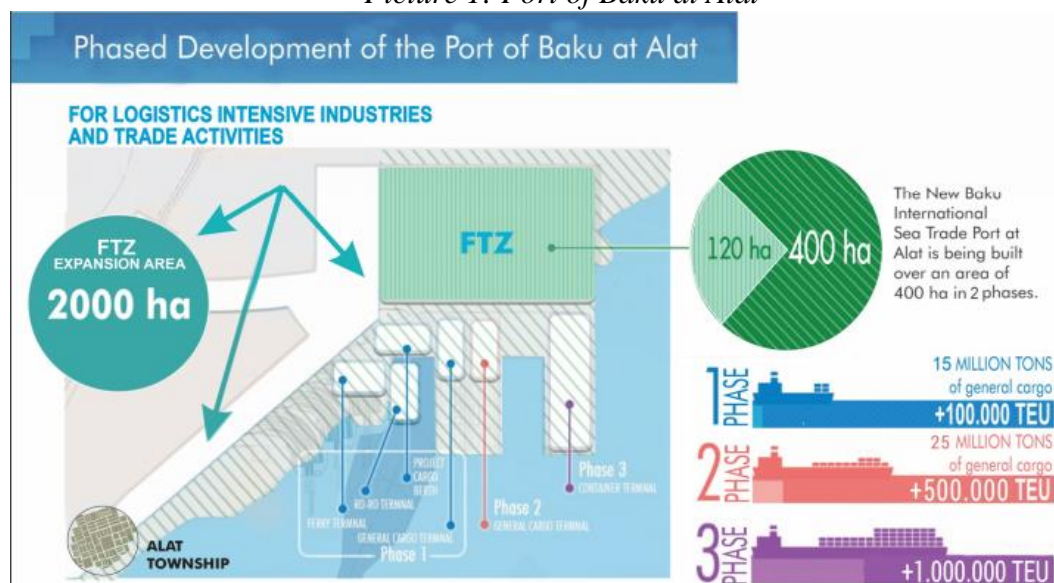 Picture 1: Port of Baku at Alat
Phased Development of the Port of Baku at Alat
FOR LOGISTICS INTENSIVE INDUSTRIES
AND TRADE ACTIVITIES
FTZ
EXPANSION AREA
2000 ha
FTZ
120 ha
400 ha
The New Baku
International
Sea Trade Port at
Alat is being built
over an area of
400 ha in 2 phases.
PROJECT
CARGO
BERTH
RO-RO TERMNAL
FERRY TERMNAL
GENERAL CARGO TERMNAL
Phase 1
Phase 2
GENERAL CARGO TERMNAL
Phase 3
CONTAINER TERMNAL
ALAT
TOWNSHIP
1 PHASE
15 MILLION TONS
of general cargo
+100.000 TEU
2 PHASE
25 MILLION TONS
of general cargo
+500.000 TEU
3 PHASE
+1.000.000 TEU